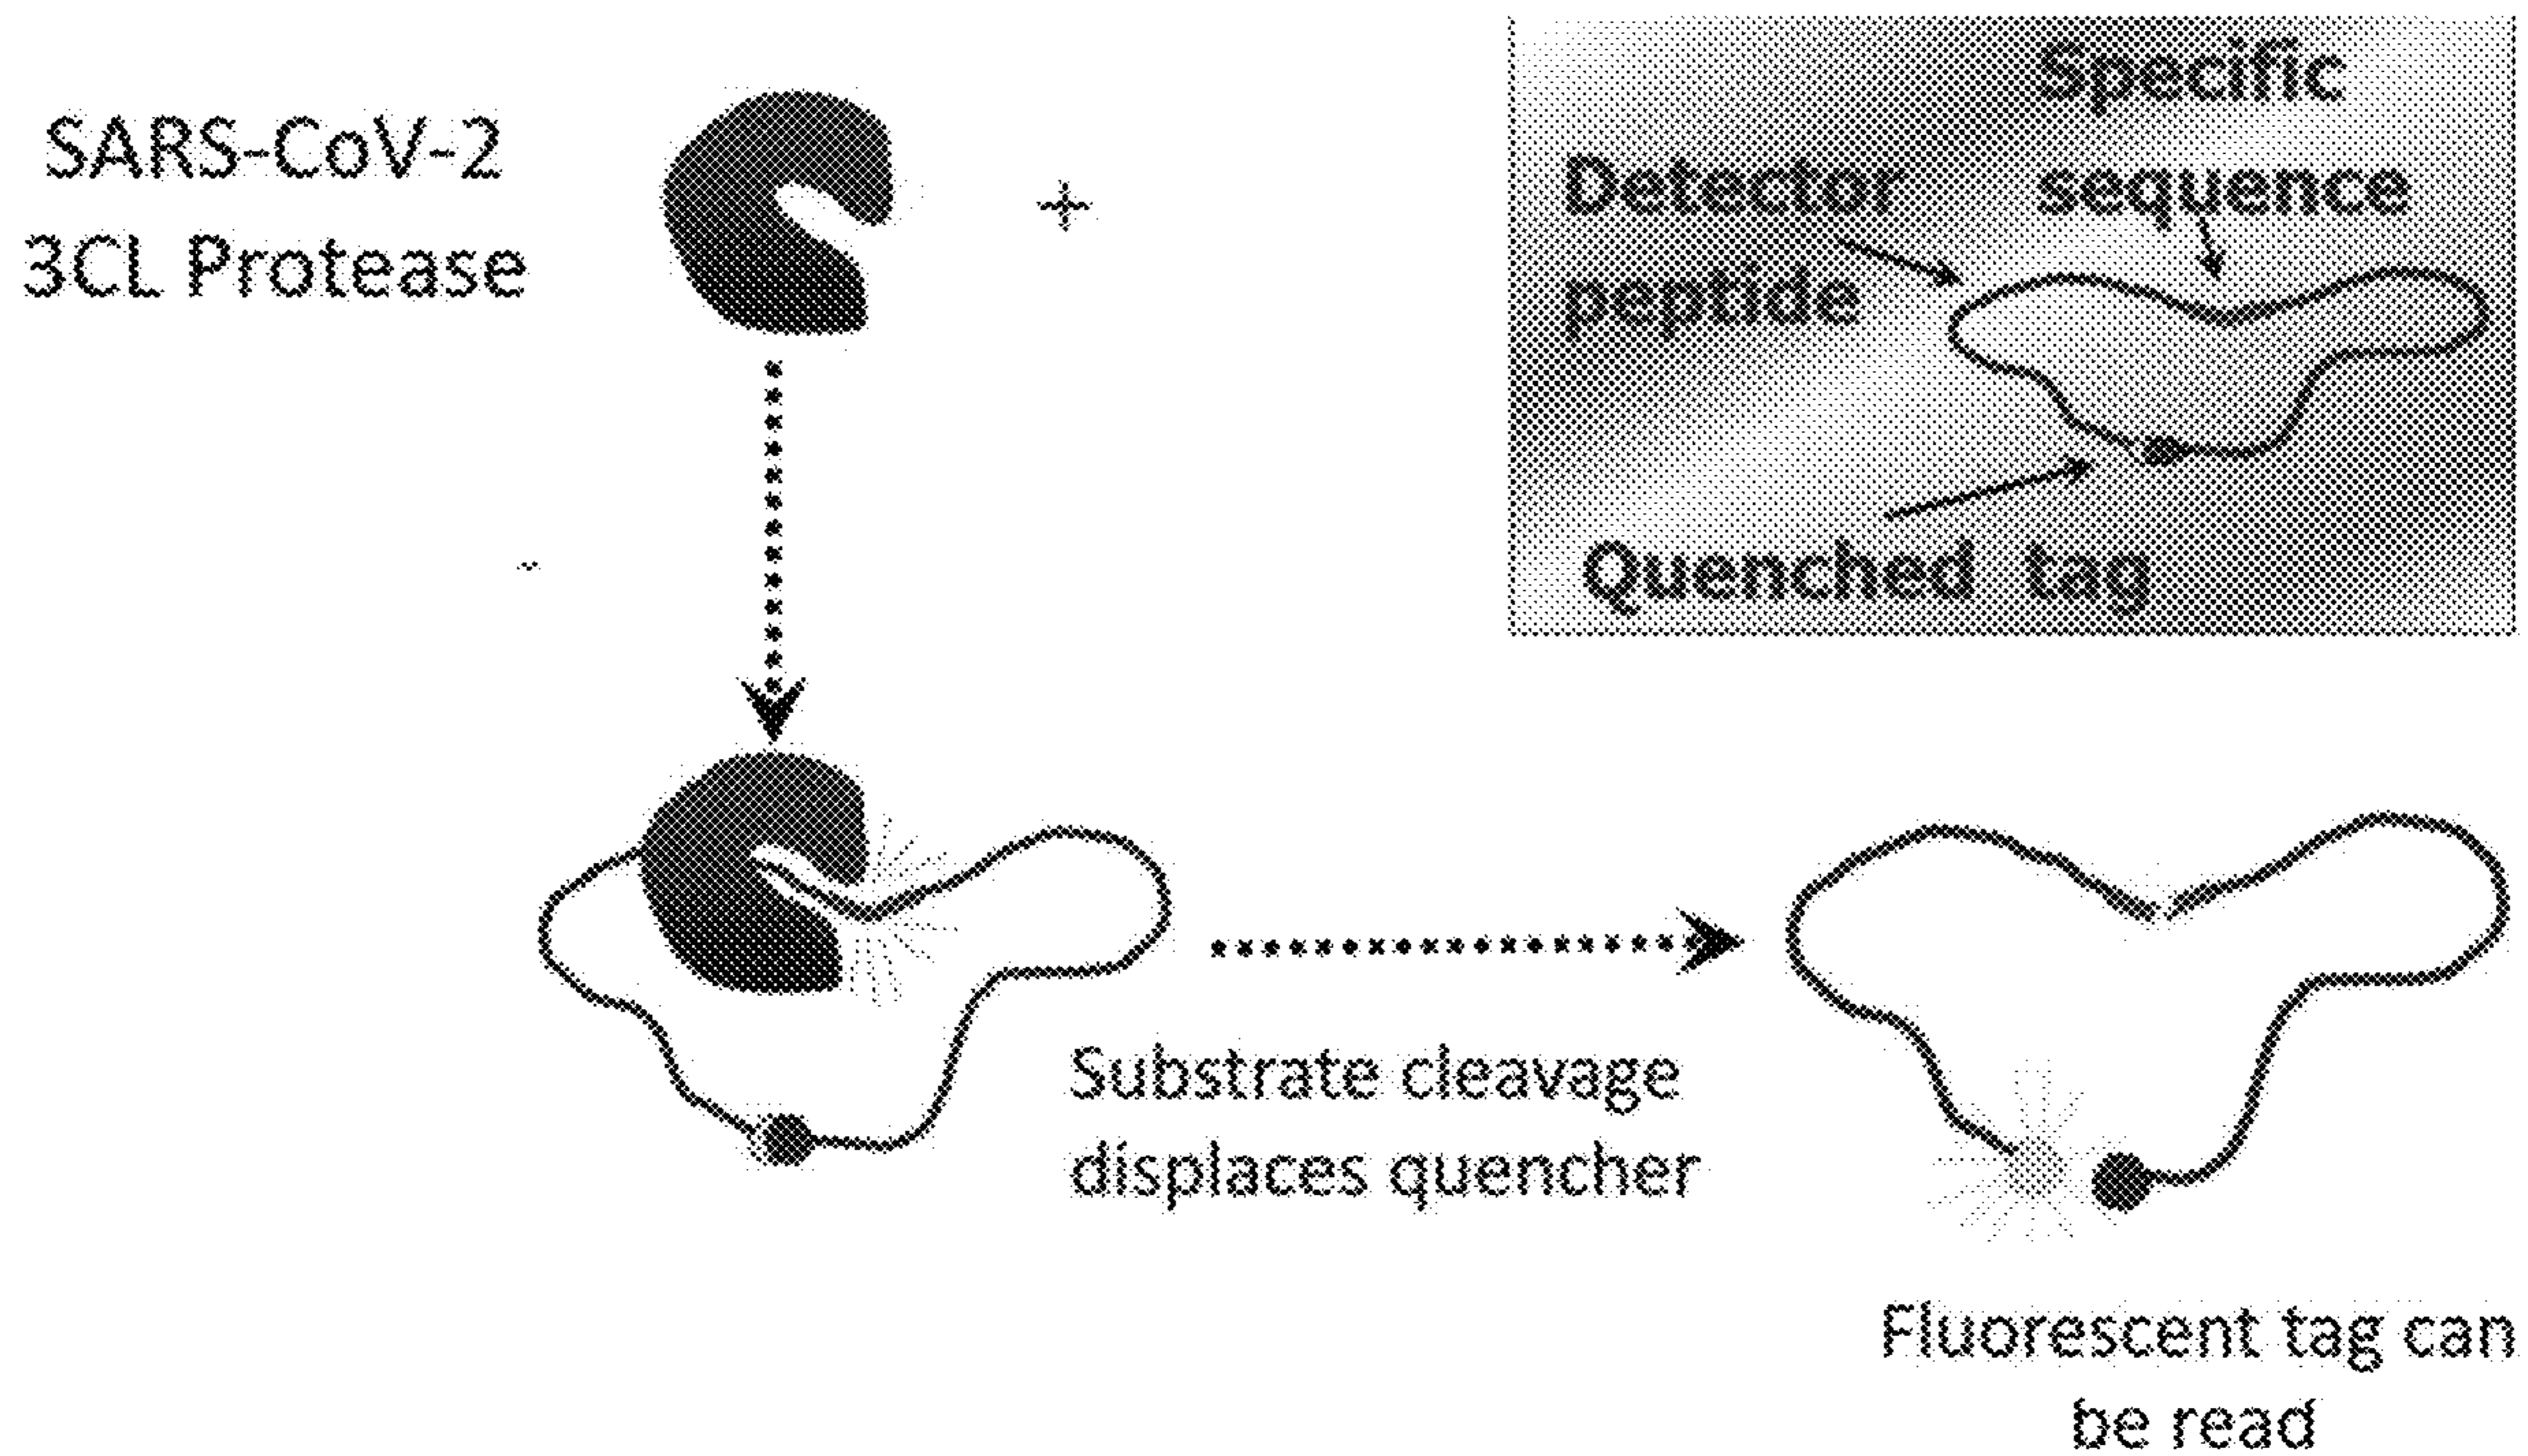 SARS-CoV-2
3CL Protease
+
Specific
sequence
Detector
peptide
Quenched tag
Substrate cleavage
displaces quencher
Fluorescent tag can
be read